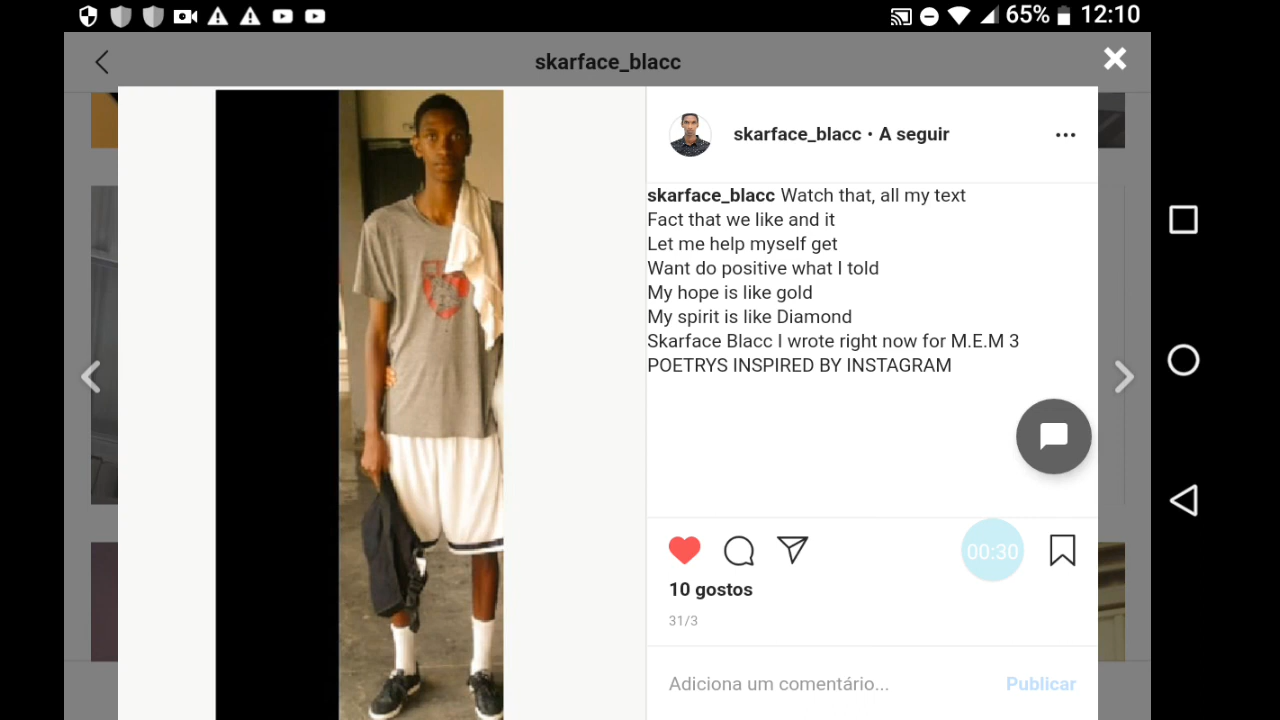 65% 12:10
skarface_blacc
skarface_blacc • A seguir
skarface_blacc Watch that, all my text
Fact that we like and it
Let me help myself get
Want do positive what I told
My hope is like gold
My spirit is like Diamond
Skarface Blacc I wrote right now for M.E.M 3
POETRYS INSPIRED BY INSTAGRAM
00:30
10 gostos
31/3
Adiciona um comentário... Publicar